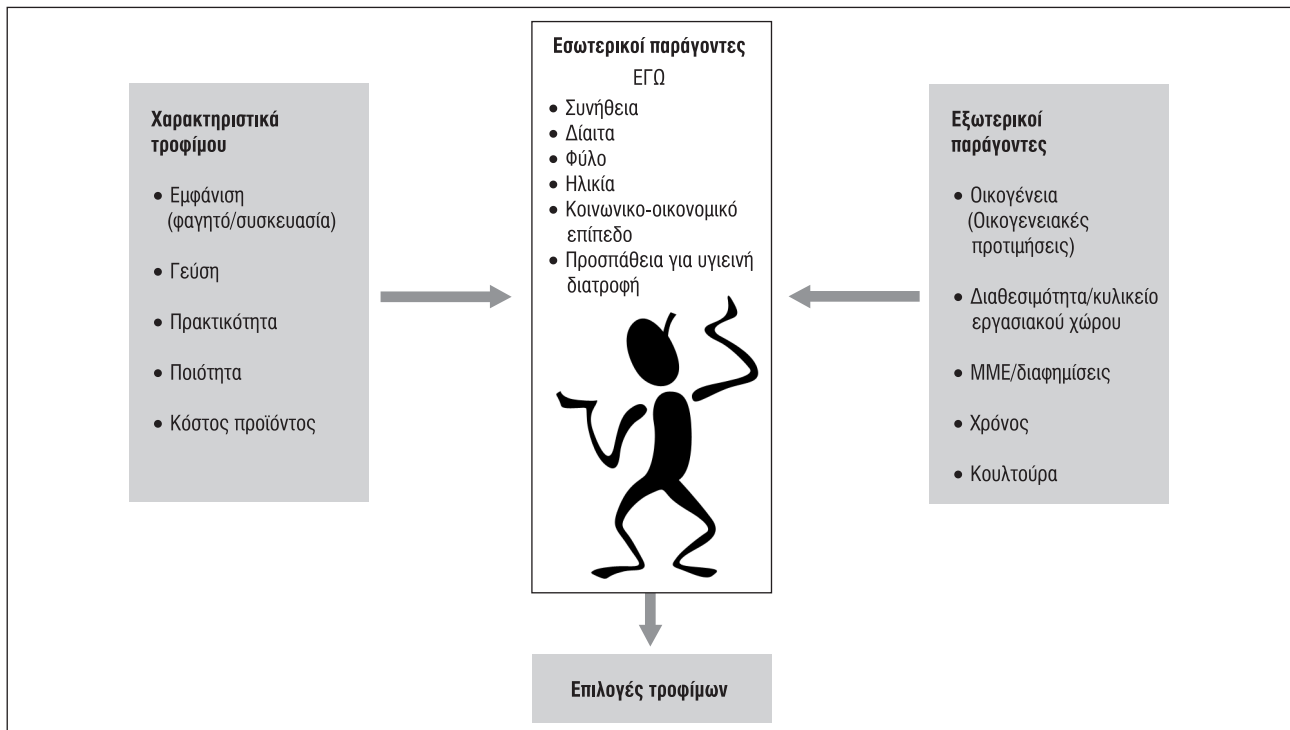 Χαρακτηριστικά
τροφίμου
• Εμφάνιση
(φαγητό/συσκευασία)
• Γεύση
• Πρακτικότητα
• Ποιότητα
• Κόστος προϊόντος
Εσωτερικοί παράγοντες
ΕΓΩ
• Συνήθεια
• Δίαιτα
• Φύλο
• Ηλικία
• Κοινωνικο-οικονομικό
επίπεδο
• Προσπάθεια για υγιεινή
διατροφή
Εξωτερικοί
παράγοντες
• Οικογένεια
(Οικογενειακές
προτιμήσεις)
• Διαθεσιμότητα/κυλικείο
εργασιακού χώρου
• ΜΜΕ/διαφημίσεις
• Χρόνος
• Κουλτούρα
Επιλογές τροφίμων